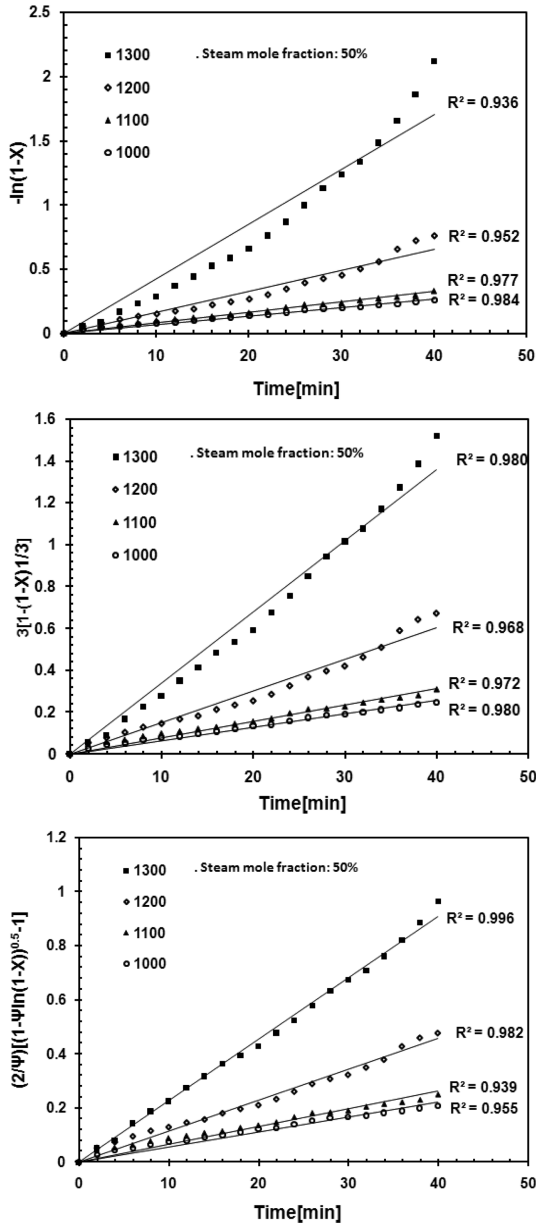 2.5
2
1.5
1
0.5
0
-ln(1-X)
1300
1200
1100
1000
. Steam mole fraction: 50%
R² = 0.936
R² = 0.952
R² = 0.977
R² = 0.984
0 10 20 30 40 50
Time[min]
1.6
1.4
1.2
1
0.8
0.6
0.4
0.2
0
3[1-(1-X)1/3]
1300
1200
1100
1000
. Steam mole fraction: 50%
R² = 0.980
R² = 0.968
R² = 0.972
R² = 0.980
0 10 20 30 40 50
Time[min]
1.2
1
0.8
0.6
0.4
0.2
0
(2/Ψ)[(1-Ψln(1-X))⁰·⁵-1]
1300
1200
1100
1000
. Steam mole fraction: 50%
R² = 0.996
R² = 0.982
R² = 0.939
R² = 0.955
0 10 20 30 40 50
Time[min]